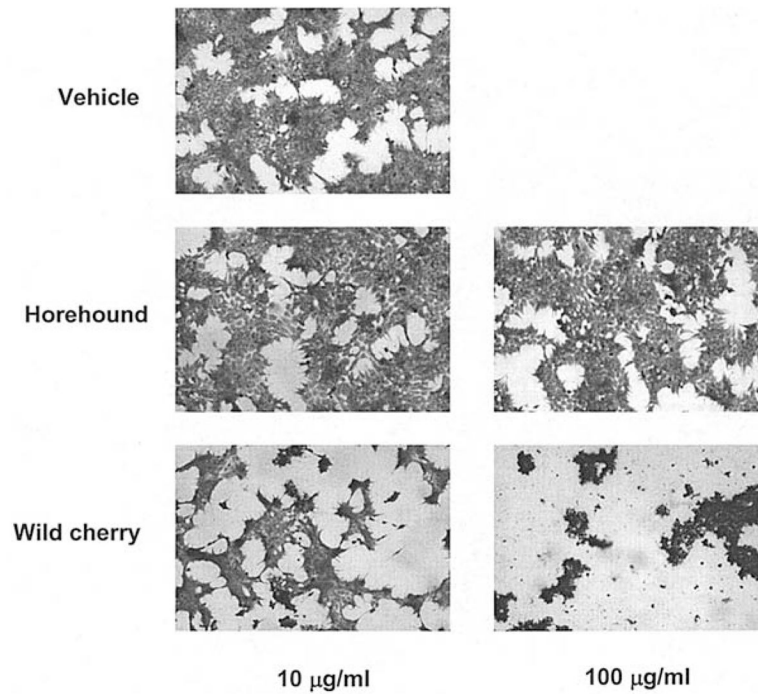 Vehicle
Horehound
Wild cherry
10 μg/ml
100 μg/ml